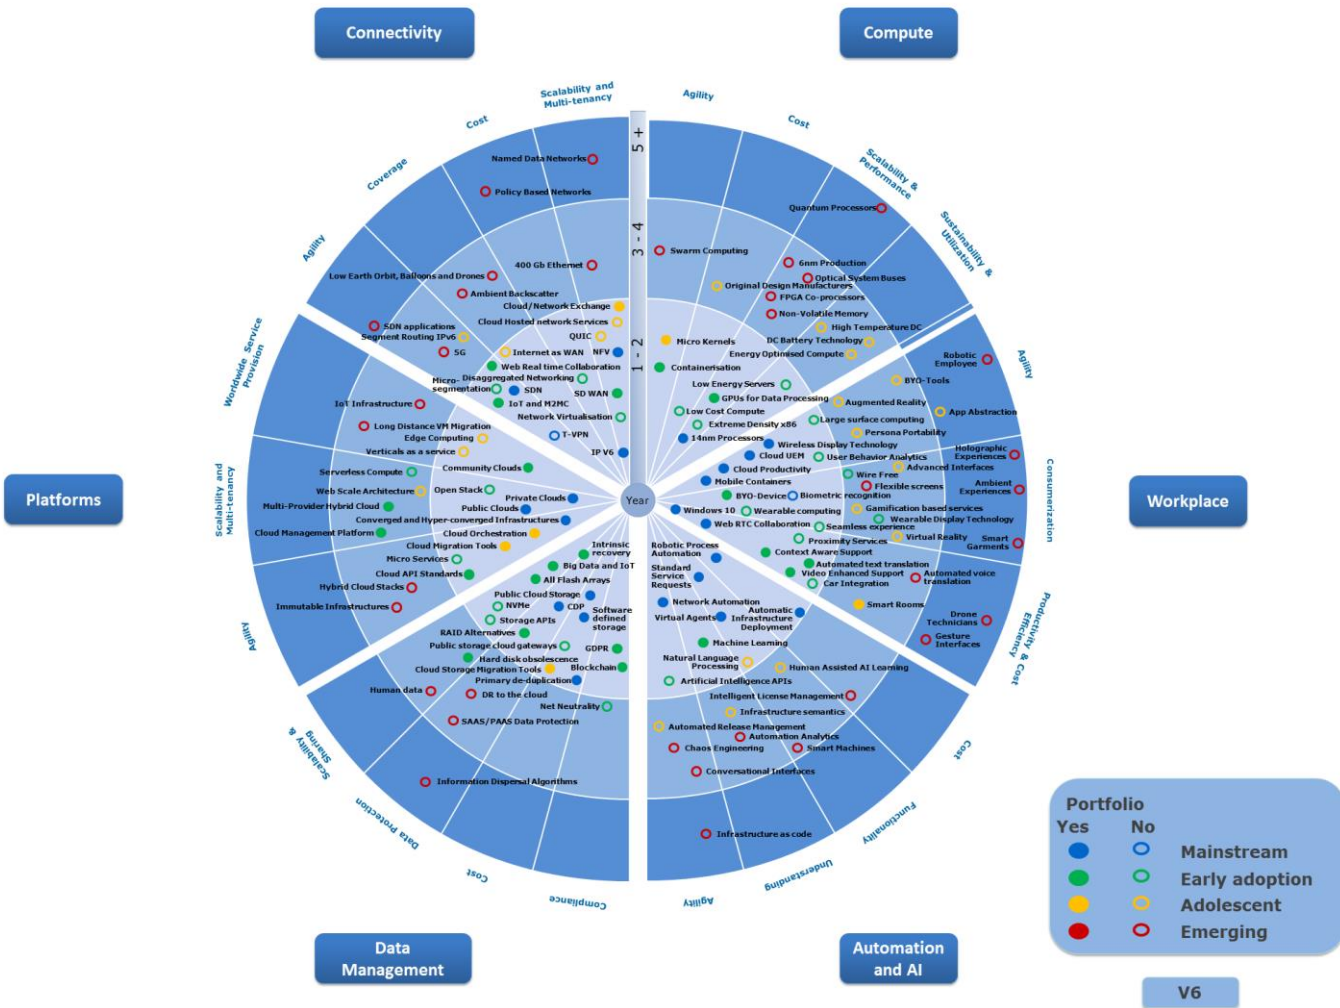 Connectivity
Compute
Scalability and
Multi-tenancy
Cost
Coverage
Agility
Agility
Cost
Scalability &
Performance
Sustainability &
Utilization
5 +
3 - 4
1 - 2
Year
Named Data Networks
Policy Based Networks
400 Gb Ethernet
Low Earth Orbit, Balloons and Drones
Ambient Backscatter
Cloud/Network Exchange
Cloud Hosted network Services
SDN applications
Segment Routing IPv6
QUIC
5G
Internet as WAN
NFV
Web Real time Collaboration
Disaggregated Networking
Micro-
segmentation
SDN
SD WAN
IoT and M2MC
Network Virtualisation
T-VPN
IP V6
Quantum Processors
Swarm Computing
6nm Production
Optical System Buses
Original Design Manufacturers
FPGA Co-processors
Non-Volatile Memory
High Temperature DC
DC Battery Technology
Micro Kernels
Energy Optimised Compute
Containerisation
Low Energy Servers
GPUs for Data Processing
Low Cost Compute
Extreme Density x86
14nm Processors
Platforms
Worldwide Service
Provision
Scalability and
Multi-tenancy
Agility
IoT Infrastructure
Long Distance VM Migration
Edge Computing
Verticals as a service
Community Clouds
Serverless Compute
Open Stack
Web Scale Architecture
Private Clouds
Multi-Provider Hybrid Cloud
Public Clouds
Converged and Hyper-converged Infrastructures
Cloud Management Platform
Cloud Orchestration
Cloud Migration Tools
Micro Services
Cloud API Standards
Hybrid Cloud Stacks
Immutable Infrastructures
Workplace
Agility
Consumerization
Productivity & Cost
Efficiency
Robotic
Employee
BYO-Tools
Augmented Reality
App Abstraction
Large surface computing
Persona Portability
Wireless Display Technology
Cloud UEM
User Behavior Analytics
Holographic
Experiences
Advanced Interfaces
Cloud Productivity
Wire Free
Mobile Containers
Flexible screens
Ambient
Experiences
BYO-Device
Biometric recognition
Windows 10
Wearable computing
Gamification based services
Wearable Display Technology
Web RTC Collaboration
Seamless experience
Proximity Services
Virtual Reality
Smart
Garments
Context Aware Support
Automated text translation
Video Enhanced Support
Car Integration
Automated voice
translation
Smart Rooms
Drone
Technicians
Gesture
Interfaces
Data
Management
Scalability &
Sharing
Data Protection
Cost
Compliance
Intrinsic
recovery
Big Data and IoT
All Flash Arrays
Public Cloud Storage
NVMe
CDP
Software
defined
storage
Storage APIs
RAID Alternatives
Public storage cloud gateways
GDPR
Hard disk obsolescence
Cloud Storage Migration Tools
Blockchain
Primary de-duplication
Human data
DR to the cloud
Net Neutrality
SAAS/PAAS Data Protection
Information Dispersal Algorithms
Automation
and AI
Cost
Functionality
Understanding
Agility
Robotic Process
Automation
Standard
Service
Requests
Network Automation
Virtual Agents
Automatic
Infrastructure
Deployment
Machine Learning
Natural Language
Processing
Human Assisted AI Learning
Artificial Intelligence APIs
Intelligent License Management
Infrastructure semantics
Automated Release Management
Automation Analytics
Chaos Engineering
Smart Machines
Conversational Interfaces
Infrastructure as code
Portfolio
Yes No
Mainstream
Early adoption
Adolescent
Emerging
V6